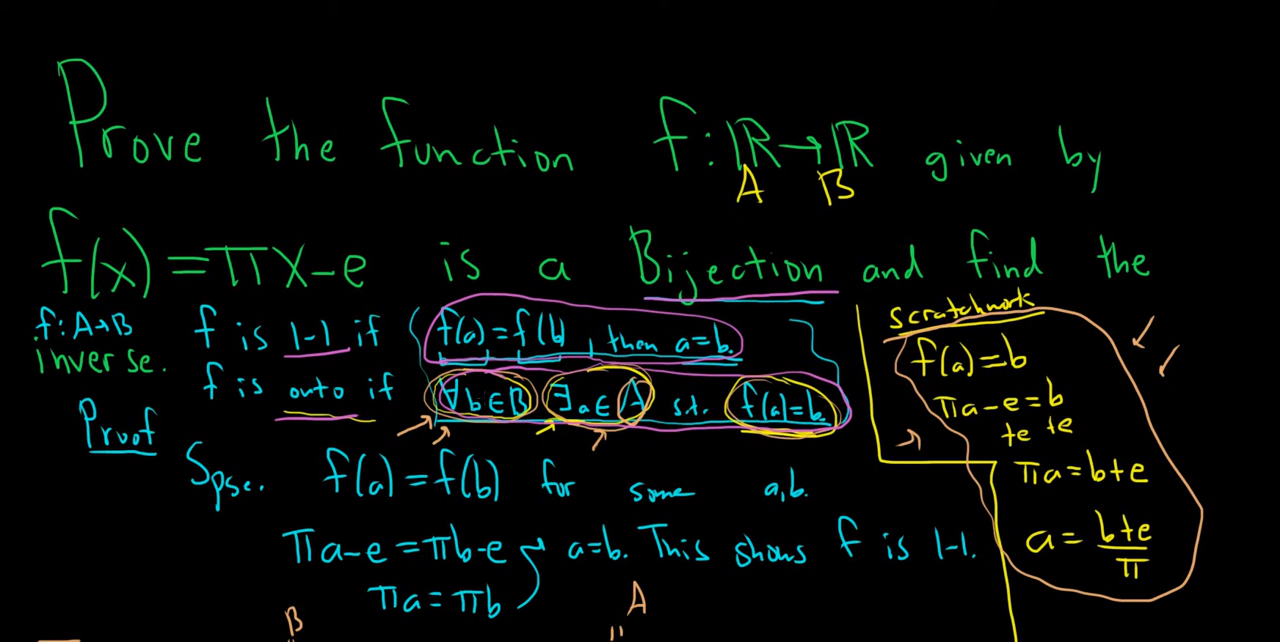 Prove the function f: ℝ→ℝ given by
A B
f(x) = πx-e is a Bijection and find the
inverse.
f: A→B
f is 1-1 if f(a)=f(b), then a=b.
f is onto if ∀b∈B ∃a∈A s.t. f(a)=b.
scratchwork
f(a)=b
πa-e=b
+e +e
πa=b+e
a= b+e/π
Proof
Spse. f(a)=f(b) for some a,b.
πa-e=πb-e a=b. This shows f is 1-1.
πa=πb
B A
" "